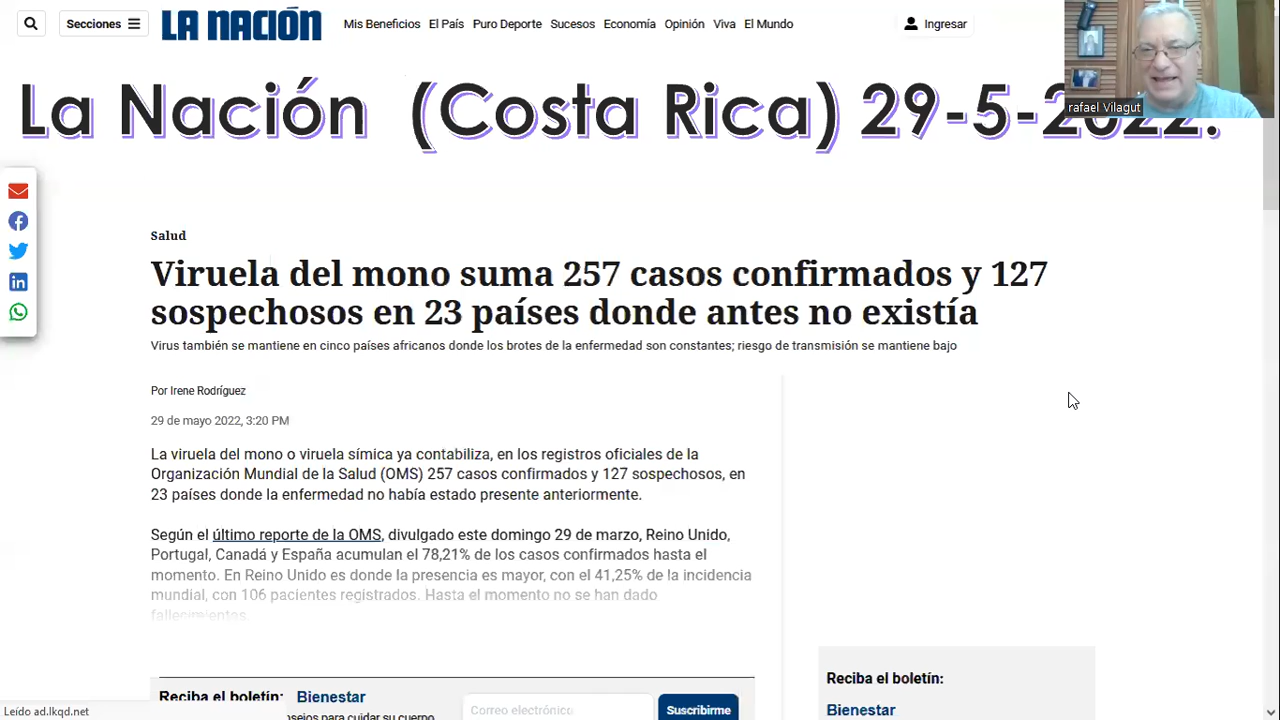 Secciones
LA NACIÓN
Mis Beneficios El País Puro Deporte Sucesos Economía Opinión Viva El Mundo
Ingresar
rafael Vilagut
La Nación (Costa Rica) 29-5-2022.
Salud
Viruela del mono suma 257 casos confirmados y 127
sospechosos en 23 países donde antes no existía
Virus también se mantiene en cinco países africanos donde los brotes de la enfermedad son constantes; riesgo de transmisión se mantiene bajo
Por Irene Rodríguez
29 de mayo 2022, 3:20 PM
La viruela del mono o viruela símica ya contabiliza, en los registros oficiales de la
Organización Mundial de la Salud (OMS) 257 casos confirmados y 127 sospechosos, en
23 países donde la enfermedad no había estado presente anteriormente.
Según el último reporte de la OMS, divulgado este domingo 29 de marzo, Reino Unido,
Portugal, Canadá y España acumulan el 78,21% de los casos confirmados hasta el
momento. En Reino Unido es donde la presencia es mayor, con el 41,25% de la incidencia
mundial, con 106 pacientes registrados. Hasta el momento no se han dado
fallecimientos.
Reciba el boletín: Bienestar
nsejos para cuidar su cuerpo
Correo electrónico
Suscribirme
Reciba el boletín:
Bienestar
Leído ad.lkqd.net